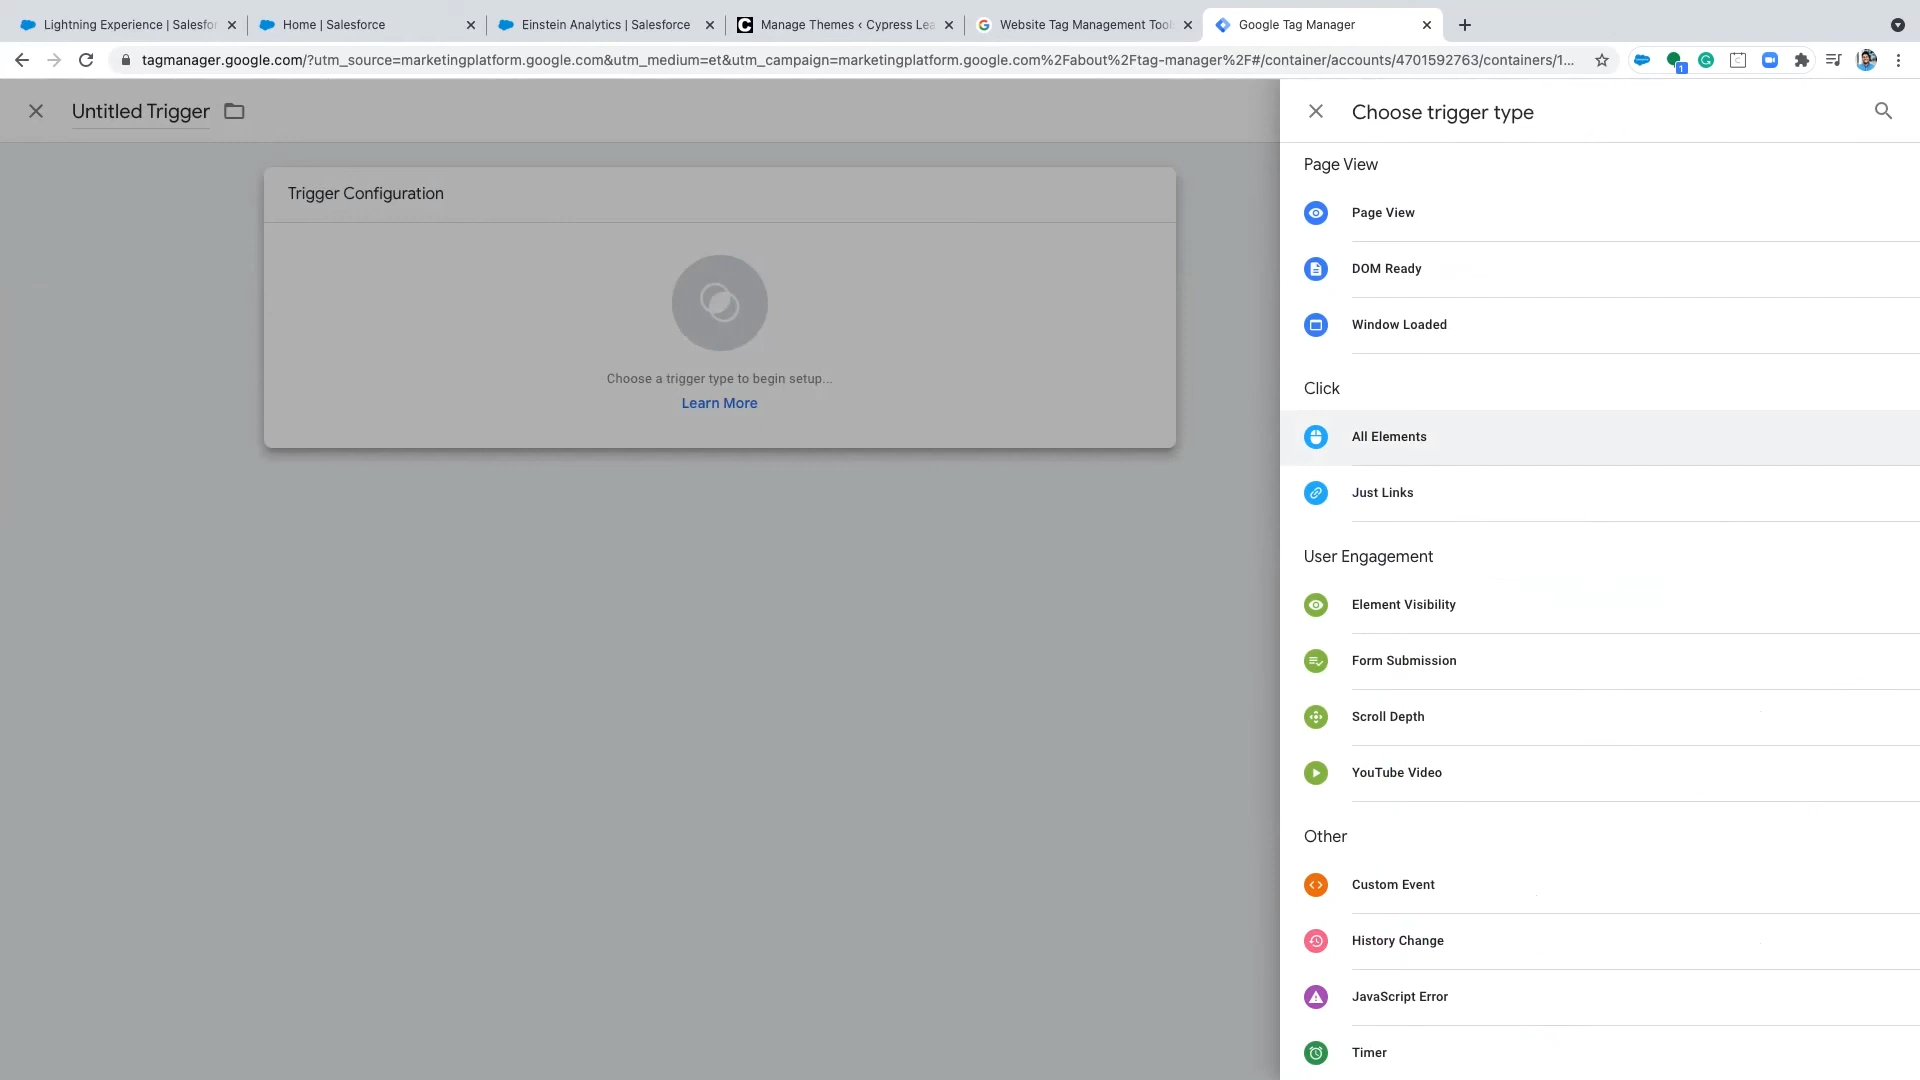 Lightning Experience | Salesfor
Home | Salesforce
Einstein Analytics | Salesforce
Manage Themes ‹ Cypress Lea
Website Tag Management Tool
Google Tag Manager
tagmanager.google.com/?utm_source=marketingplatform.google.com&utm_medium=et&utm_campaign=marketingplatform.google.com%2Fabout%2Ftag-manager%2F#/container/accounts/4701592763/containers/1...
1
Untitled Trigger
Trigger Configuration
Choose a trigger type to begin setup...
Learn More
Choose trigger type
Page View
Page View
DOM Ready
Window Loaded
Click
All Elements
Just Links
User Engagement
Element Visibility
Form Submission
Scroll Depth
YouTube Video
Other
Custom Event
History Change
JavaScript Error
Timer